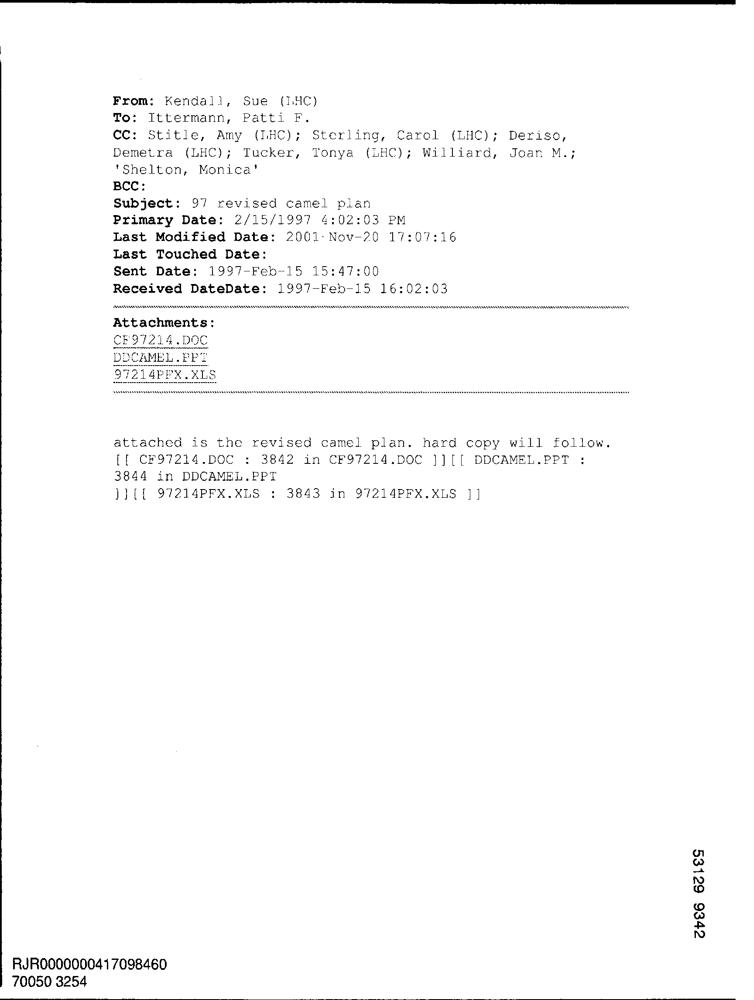 From: Kendall, Sue (LHC)
To: Ittermann, Patti F.
CC: Stitle, Amy (LHC); Sterling, Carol (LHC); Deriso,
Demetra (LHC); Tucker, Tonya (LHC); Williard, Joan M.;
'Shelton, Monica'
BCC:
Subject: 97 revised camel plan
Primary Date: 2/15/1997 4:02:03 PM
Last Modified Date: 2001-Nov-20 17:07:16
Last Touched Date:
Sent Date: 1997-Feb-15 15:47:00
Received DateDate: 1997-Feb-15 16:02:03
Attachments:
CF97214.DOC
DDCAMEL.PPT
97214PFX.XLS
attached is the revised camel plan. hard copy will follow.
[[ CF97214.DOC : 3842 in CF97214.DOC ]][[ DDCAMEL.PPT :
3844 in DDCAMEL.PPT
]][[ 97214PFX.XLS : 3843 in 97214PFX.XLS ]]
53129 9342
RJR0000000417098460
70050 3254